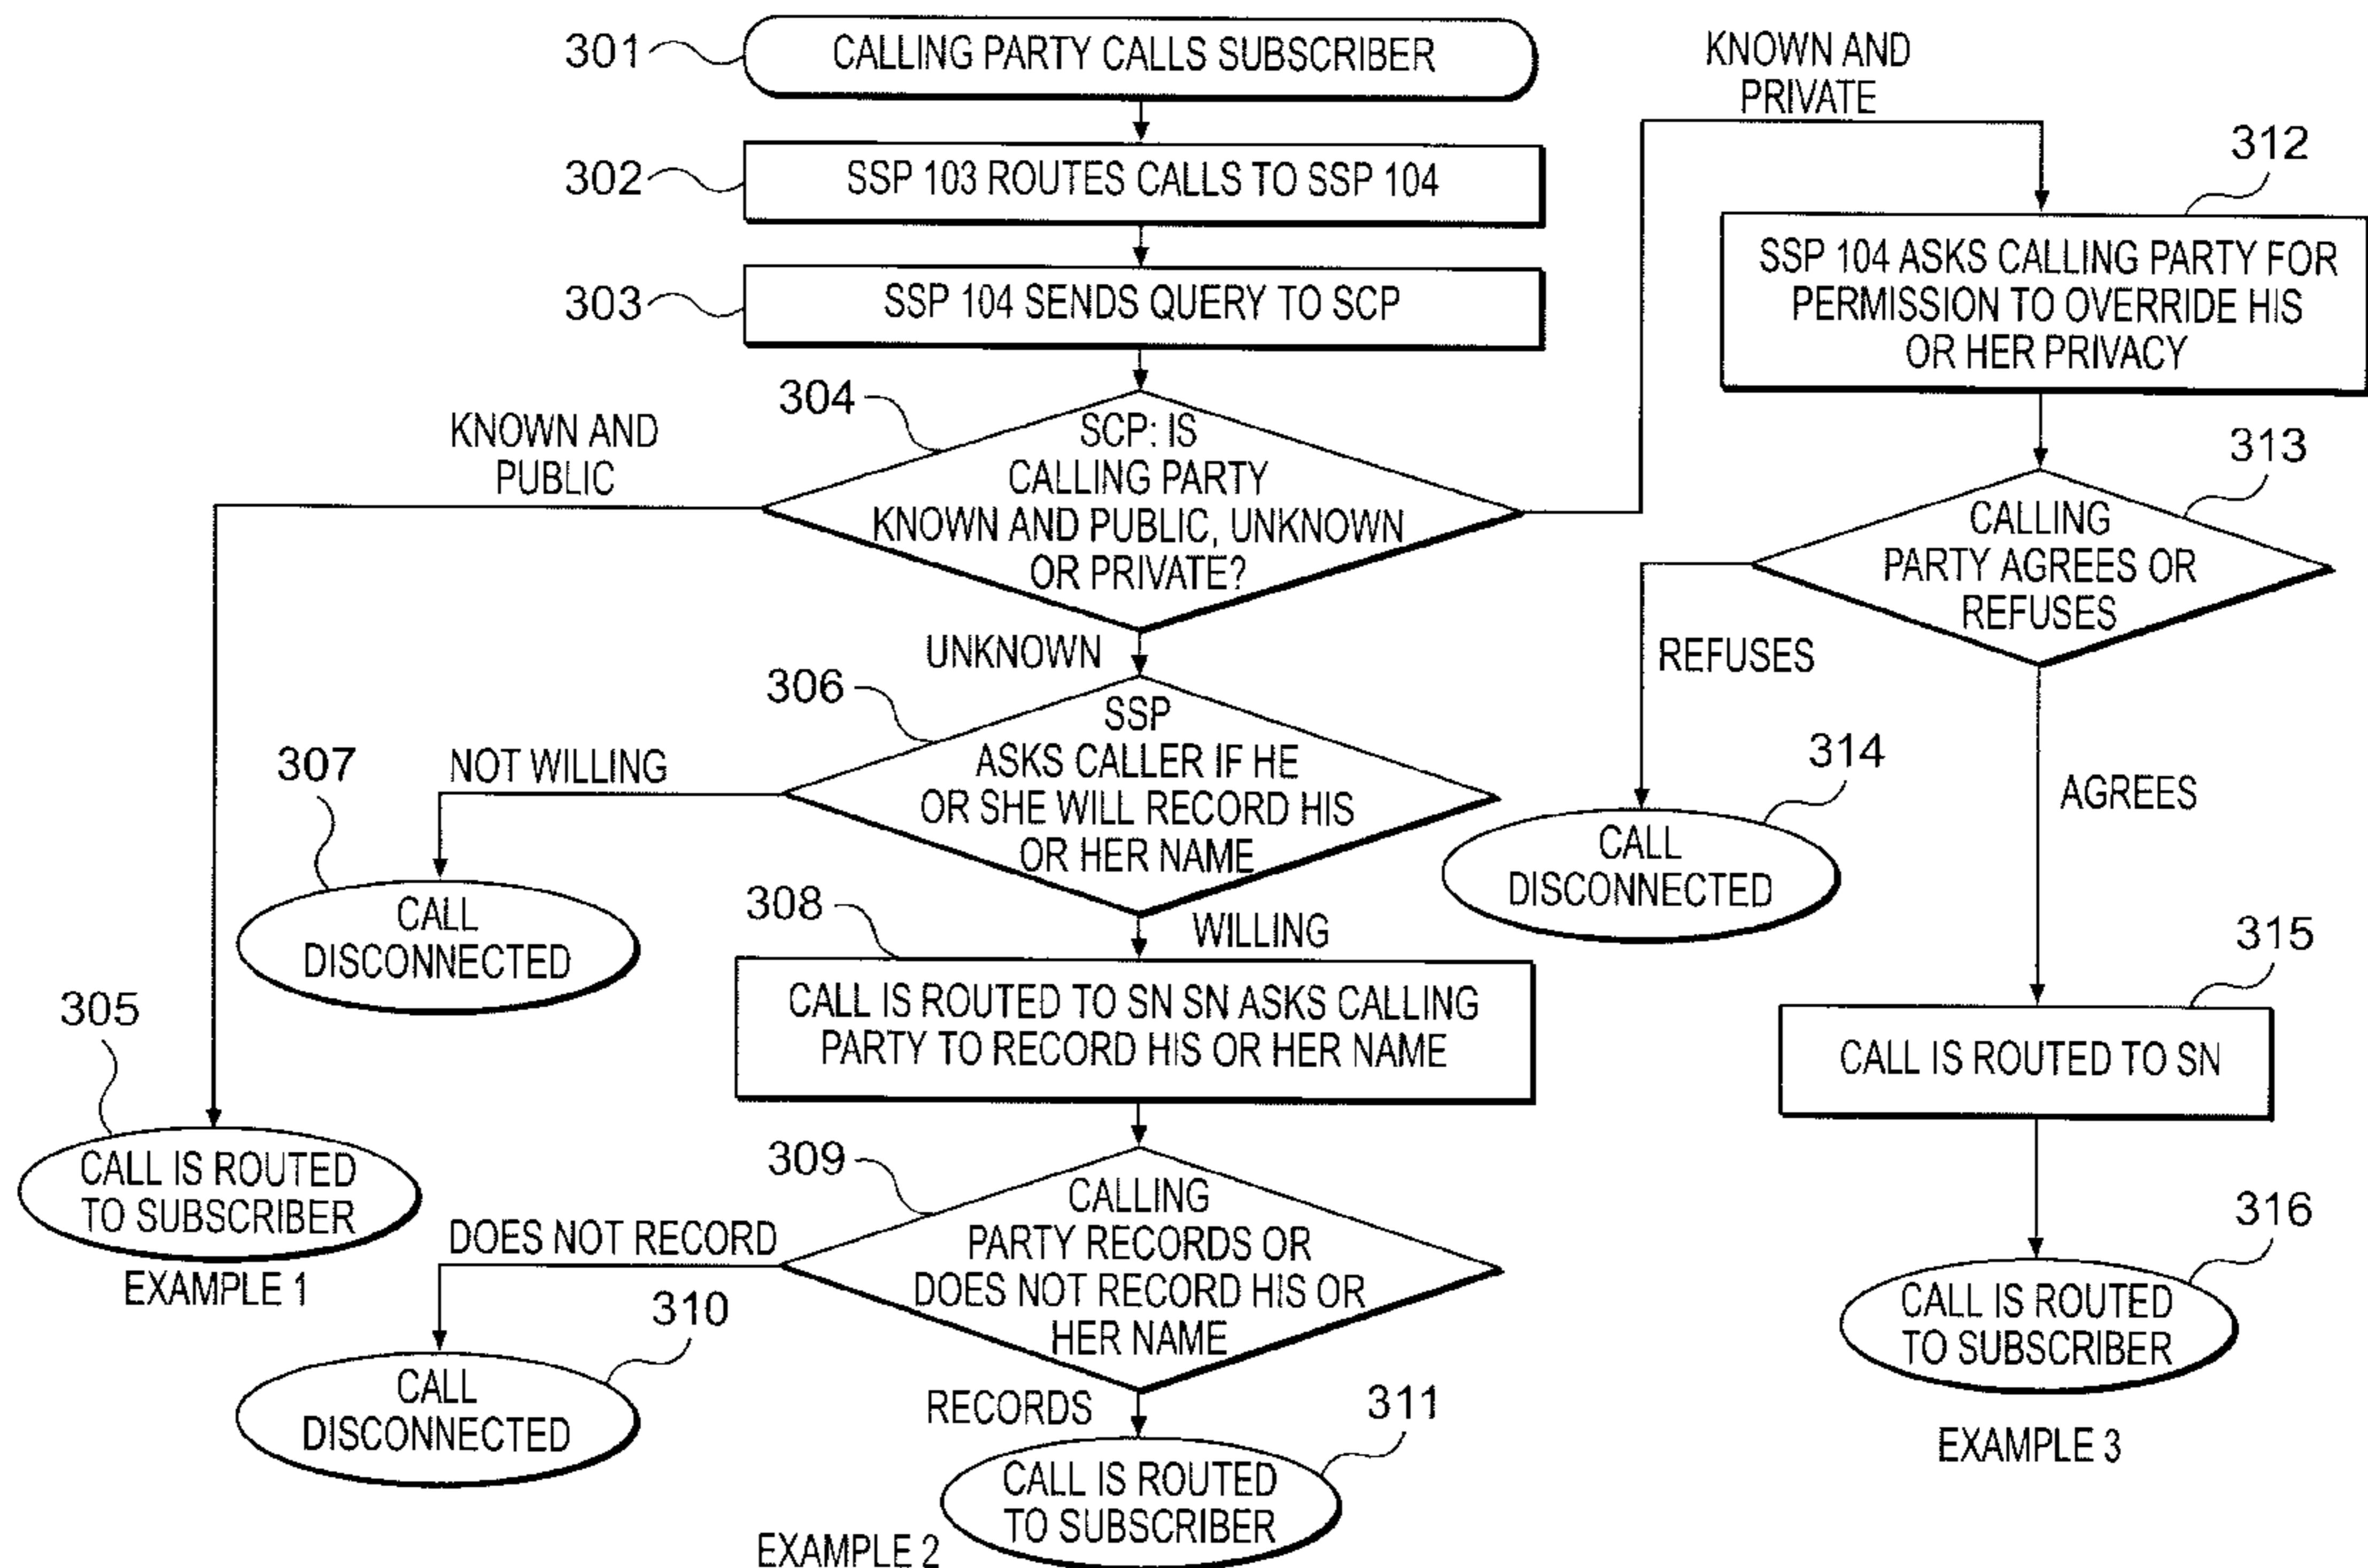 301
CALLING PARTY CALLS SUBSCRIBER
302
SSP 103 ROUTES CALLS TO SSP 104
303
SSP 104 SENDS QUERY TO SCP
304
SCP: IS
CALLING PARTY
KNOWN AND PUBLIC, UNKNOWN
OR PRIVATE?
KNOWN AND
PUBLIC
305
CALL IS ROUTED
TO SUBSCRIBER
EXAMPLE 1
UNKNOWN
306
SSP
ASKS CALLER IF HE
OR SHE WILL RECORD HIS
OR HER NAME
NOT WILLING
307
CALL
DISCONNECTED
WILLING
308
CALL IS ROUTED TO SN SN ASKS CALLING
PARTY TO RECORD HIS OR HER NAME
309
CALLING
PARTY RECORDS OR
DOES NOT RECORD HIS OR
HER NAME
DOES NOT RECORD
310
CALL
DISCONNECTED
RECORDS
311
CALL IS ROUTED
TO SUBSCRIBER
EXAMPLE 2
KNOWN AND
PRIVATE
312
SSP 104 ASKS CALLING PARTY FOR
PERMISSION TO OVERRIDE HIS
OR HER PRIVACY
313
CALLING
PARTY AGREES OR
REFUSES
REFUSES
314
CALL
DISCONNECTED
AGREES
315
CALL IS ROUTED TO SN
316
CALL IS ROUTED
TO SUBSCRIBER
EXAMPLE 3